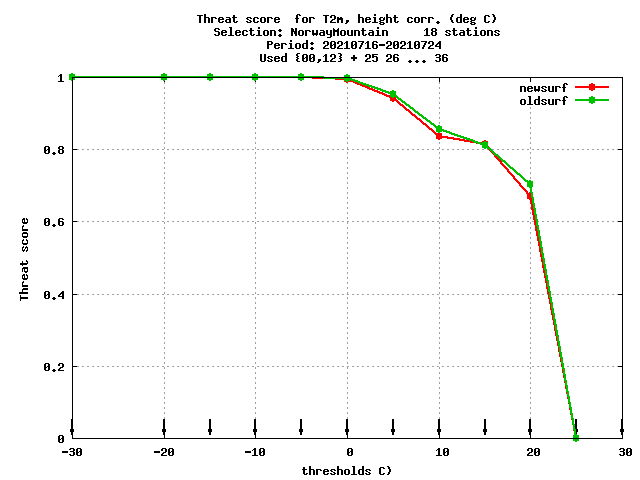 Threat score  for T2m, height corr. (deg C)
Selection: NorwayMountain     18 stations
Period: 20210716-20210724
Used {00,12} + 25 26 ... 36
newsurf
oldsurf
1
0.8
0.6
0.4
0.2
0
Threat score
-30 -20 -10 0 10 20 30
thresholds C)